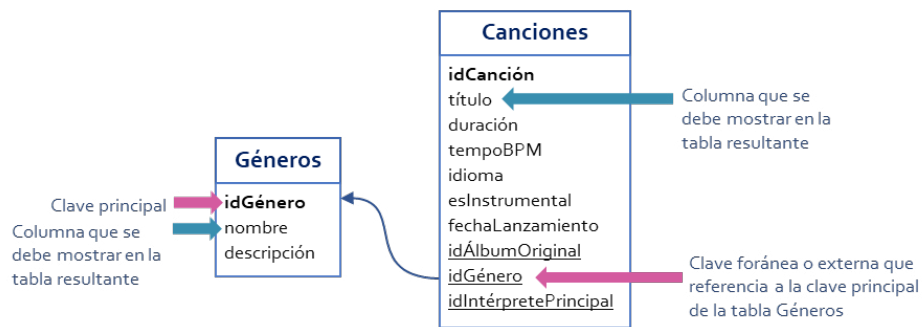 Canciones
idCanción
título
duración
tempoBPM
idioma
esInstrumental
fechaLanzamiento
idÁlbumOriginal
idGénero
idIntérpretePrincipal
Columna que se
debe mostrar en la
tabla resultante
Géneros
idGénero
nombre
descripción
Clave principal
Columna que se
debe mostrar en la
tabla resultante
Clave foránea o externa que
referencia a la clave principal
de la tabla Géneros